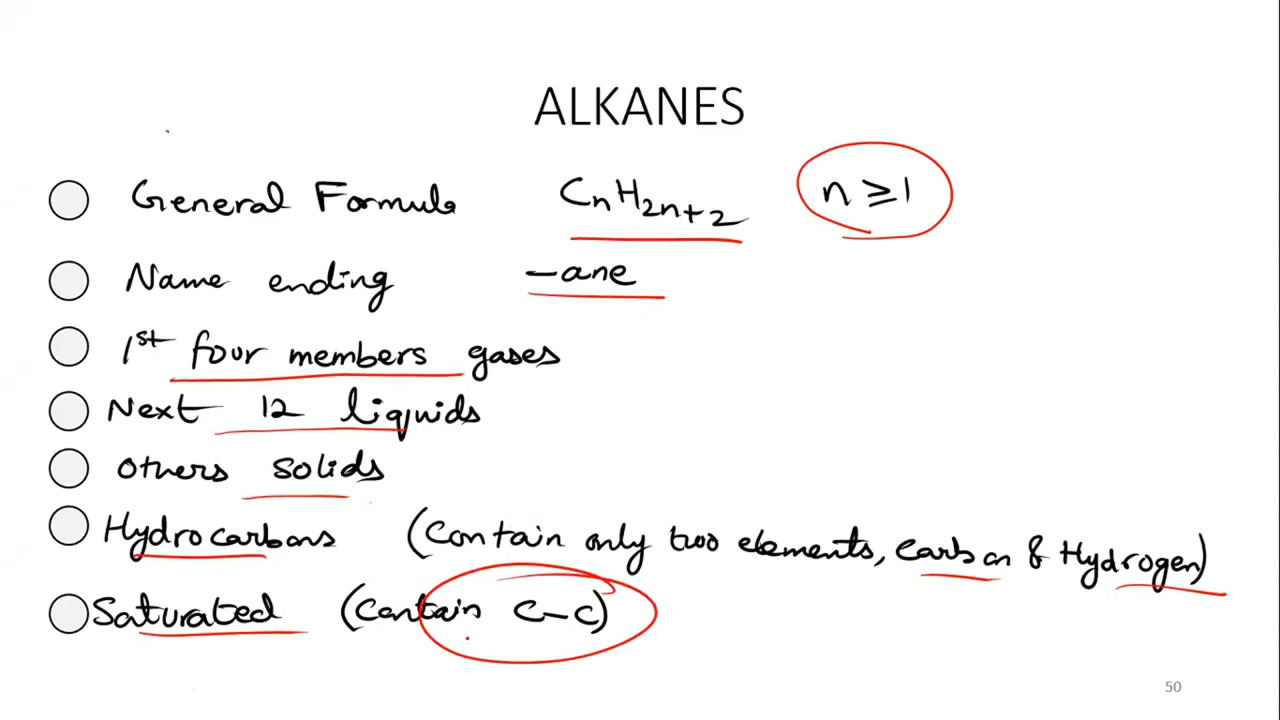 ALKANES
General Formula CnH2n+2 n ≥ 1
Name ending –ane
1st four members gases
Next 12 liquids
Others solids
Hydrocarbons (Contain only two elements, Carbon & Hydrogen)
Saturated (Contain C–C)
50